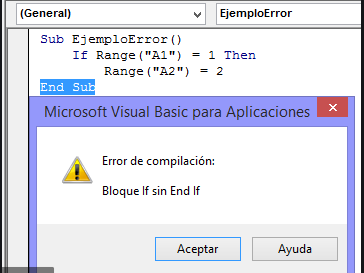 (General)
EjemploError
Sub EjemploError()
If Range("A1") = 1 Then
Range("A2") = 2
End Sub
Microsoft Visual Basic para Aplicaciones
Error de compilación:
Bloque If sin End If
Aceptar
Ayuda